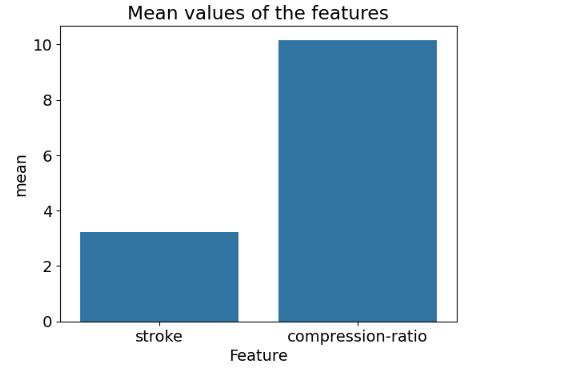 Mean values of the features
10
8
6
4
2
0
mean
stroke compression-ratio
Feature